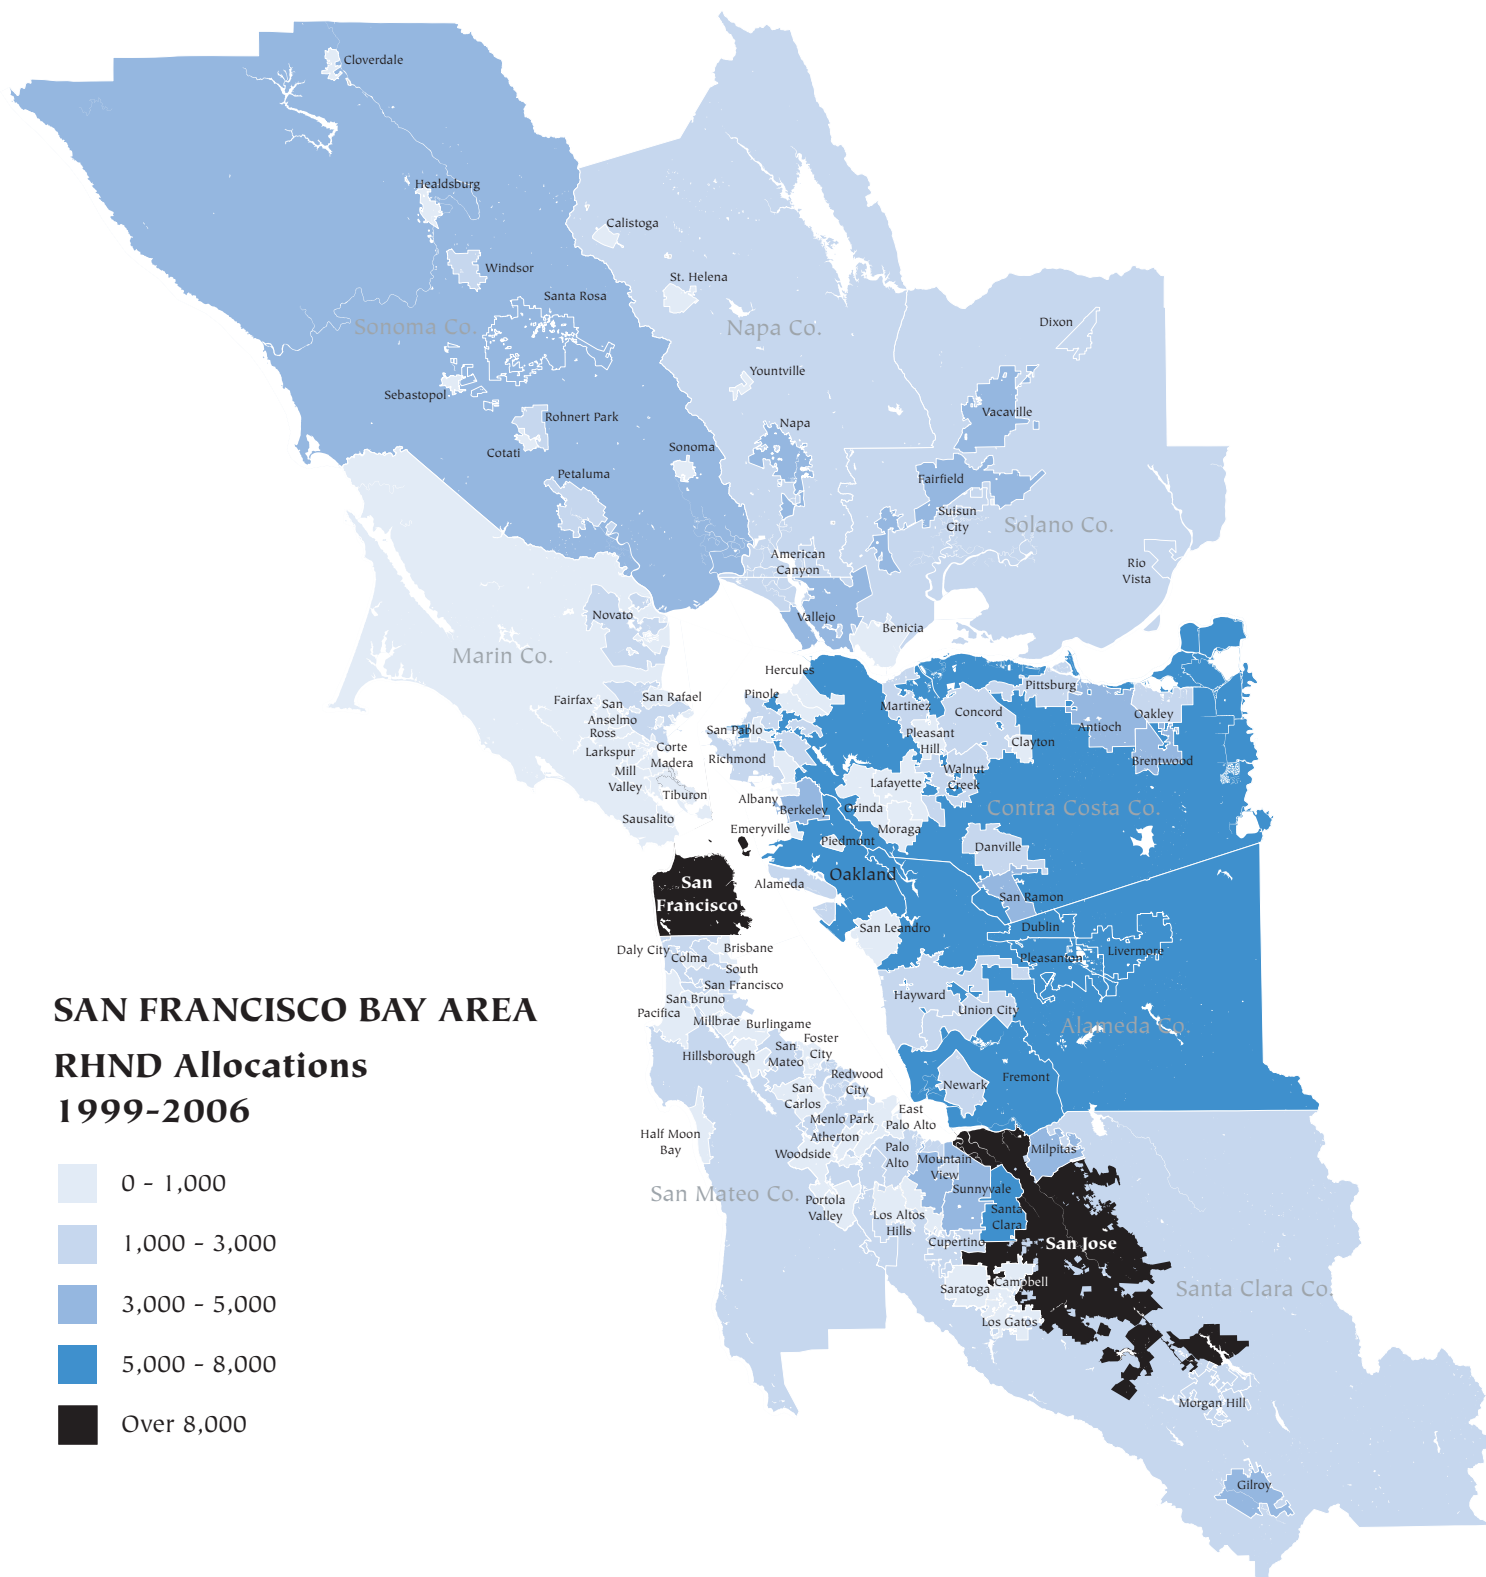 Cloverdale
Healdsburg
Calistoga
Windsor
St. Helena
Santa Rosa
Sonoma Co.
Napa Co.
Dixon
Yountville
Sebastopol
Vacaville
Rohnert Park
Napa
Cotati
Sonoma
Petaluma
Fairfield
Suisun
City
Solano Co.
American
Canyon
Rio
Vista
Novato
Vallejo
Benicia
Marin Co.
Hercules
Pittsburg
Fairfax
San
Anselmo
San Rafael
Pinole
Martinez
Concord
Oakley
Ross
San Pablo
Pleasant
Hill
Antioch
Clayton
Larkspur
Corte
Madera
Richmond
Brentwood
Mill
Valley
Walnut
Creek
Lafayette
Tiburon
Albany
Berkeley
Orinda
Contra Costa Co.
Sausalito
Emeryville
Moraga
Piedmont
Danville
Oakland
San
Francisco
Alameda
San Ramon
San Leandro
Dublin
Daly City
Colma
Brisbane
Pleasanton
Livermore
South
San Francisco
San Bruno
Hayward
Pacifica
Millbrae
Burlingame
Union City
Alameda Co.
SAN FRANCISCO BAY AREA
RHND Allocations
1999-2006
Hillsborough
San
Mateo
Foster
City
Redwood
City
Newark
Fremont
San
Carlos
Menlo Park
East
Palo Alto
Half Moon
Bay
Atherton
Woodside
Palo
Alto
Mountain
View
Milpitas
San Mateo Co.
Portola
Valley
Sunnyvale
Los Altos
Hills
Santa
Clara
Cupertino
San Jose
Saratoga
Campbell
Santa Clara Co.
Los Gatos
Morgan Hill
Gilroy
0 - 1,000
1,000 - 3,000
3,000 - 5,000
5,000 - 8,000
Over 8,000